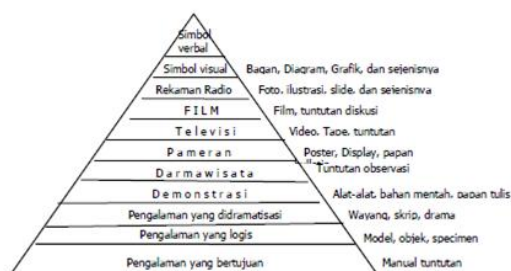 Simbol
verbal
Simbol visual Bagan, Diagram, Grafik, dan sejenisnya
Rekaman Radio Foto, ilustrasi, slide, dan sejenisnya
FILM Film, tuntutan diskusi
Televisi Video, Tape, tuntutan
Pameran Poster, Display, papan
Tuntutan observasi
Darmawisata
Demonstrasi Alat-alat, bahan mentah, papan tulis
Pengalaman yang didramatisasi Wayang, skrip, drama
Pengalaman yang logis Model, objek, specimen
Pengalaman yang bertujuan Manual tuntutan